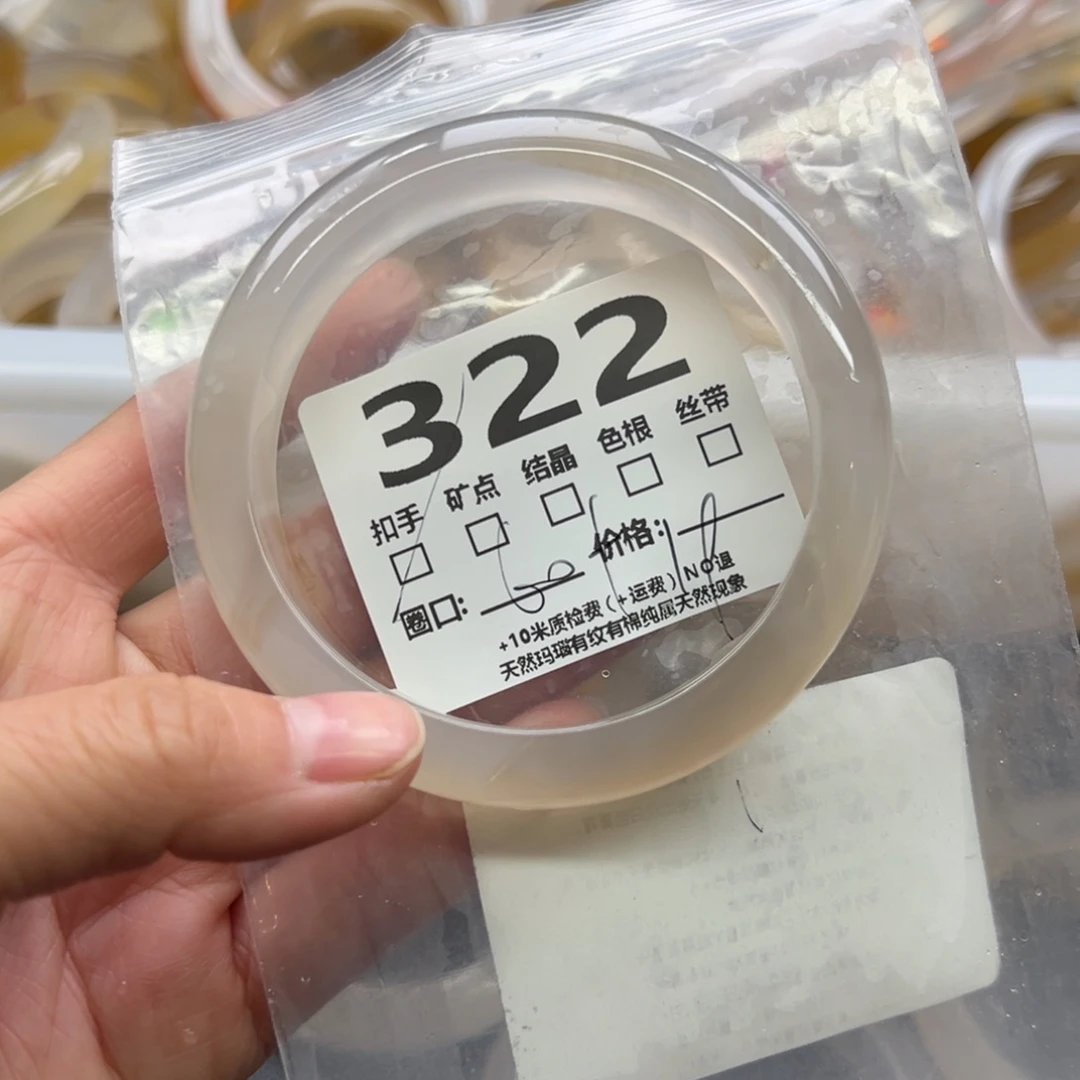 322
扣手 矿点 结晶 色根 丝带
圈口: 价格:
+10米质检费(+运费)NO退
天然玛瑙有纹有棉纯属天然现象